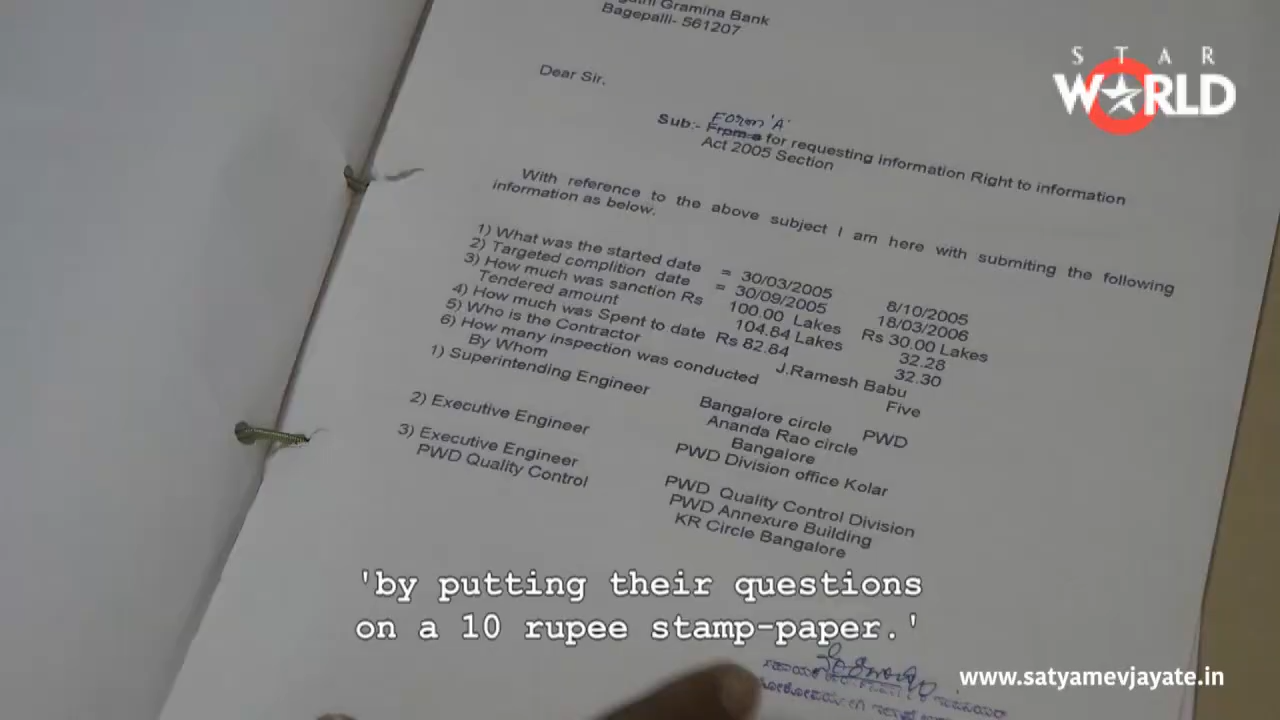 STAR
WORLD
Gramina Bank
Bagepalli- 561207
Dear Sir,
Form 'A'
Sub:- From a for requesting information Right to information
Act 2005 Section
With reference to the above subject I am here with submiting the following
information as below.
1) What was the started date = 30/03/2005 8/10/2005
2) Targeted complition date = 30/09/2005 18/03/2006
3) How much was sanction Rs 100.00 Lakes Rs 30.00 Lakes
Tendered amount 104.84 Lakes 32.28
4) How much was Spent to date Rs 82.84 32.30
5) Who is the Contractor J.Ramesh Babu
6) How many inspection was conducted Five
By Whom
1) Superintending Engineer Bangalore circle PWD
Ananda Rao circle
Bangalore
2) Executive Engineer PWD Division office Kolar
3) Executive Engineer PWD Quality Control Division
PWD Quality Control PWD Annexure Building
KR Circle Bangalore
'by putting their questions
on a 10 rupee stamp-paper.'
www.satyamevjayate.in